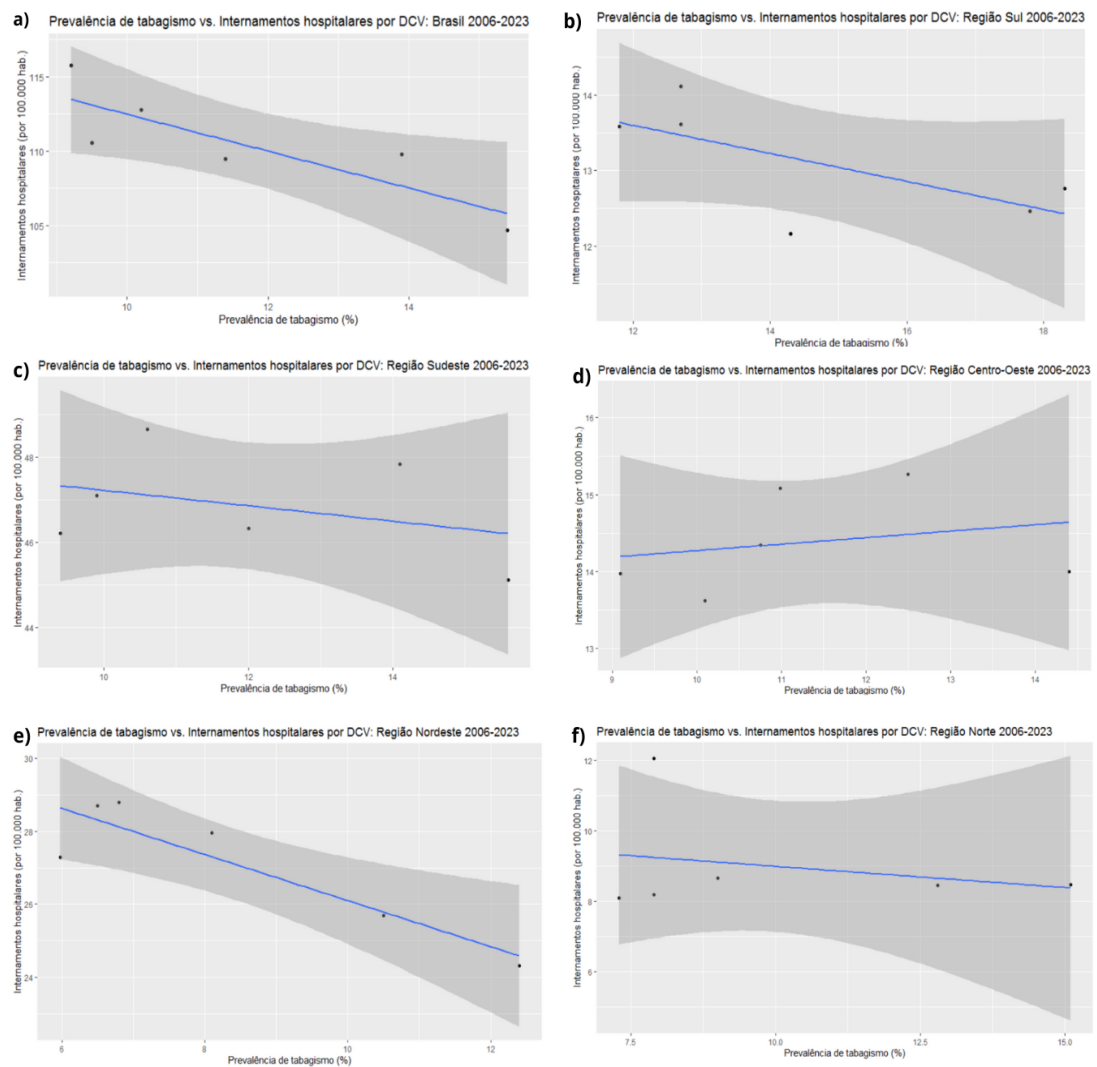 a) Prevalência de tabagismo vs. Internamentos hospitalares por DCV: Brasil 2006-2023
Internamentos hospitalares (por 100.000 hab.)
115
110
105
10
12
14
Prevalência de tabagismo (%)
b) Prevalência de tabagismo vs. Internamentos hospitalares por DCV: Região Sul 2006-2023
Internamentos hospitalares (por 100.000 hab.)
14
13
12
12
14
16
18
Prevalência de tabagismo (%)
c) Prevalência de tabagismo vs. Internamentos hospitalares por DCV: Região Sudeste 2006-2023
Internamentos hospitalares (por 100.000 hab.)
48
46
44
10
12
14
Prevalência de tabagismo (%)
d) Prevalência de tabagismo vs. Internamentos hospitalares por DCV: Região Centro-Oeste 2006-2023
Internamentos hospitalares (por 100.000 hab.)
16
15
14
13
9
10
11
12
13
14
Prevalência de tabagismo (%)
e) Prevalência de tabagismo vs. Internamentos hospitalares por DCV: Região Nordeste 2006-2023
Internamentos hospitalares (por 100.000 hab.)
30
28
26
24
6
8
10
12
Prevalência de tabagismo (%)
f) Prevalência de tabagismo vs. Internamentos hospitalares por DCV: Região Norte 2006-2023
Internamentos hospitalares (por 100.000 hab.)
12
10
8
6
7.5
10.0
12.5
15.0
Prevalência de tabagismo (%)